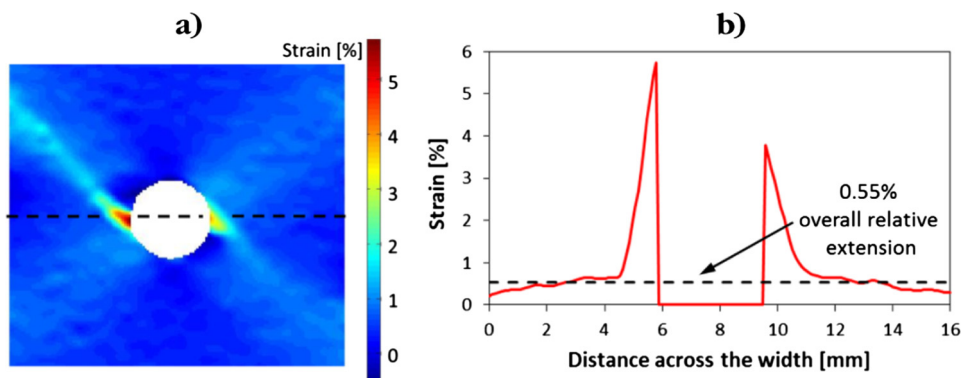 a)
Strain [%]
5
4
3
2
1
0
b)
Strain [%]
6
5
4
3
2
1
0
0.55%
overall relative
extension
0 2 4 6 8 10 12 14 16
Distance across the width [mm]